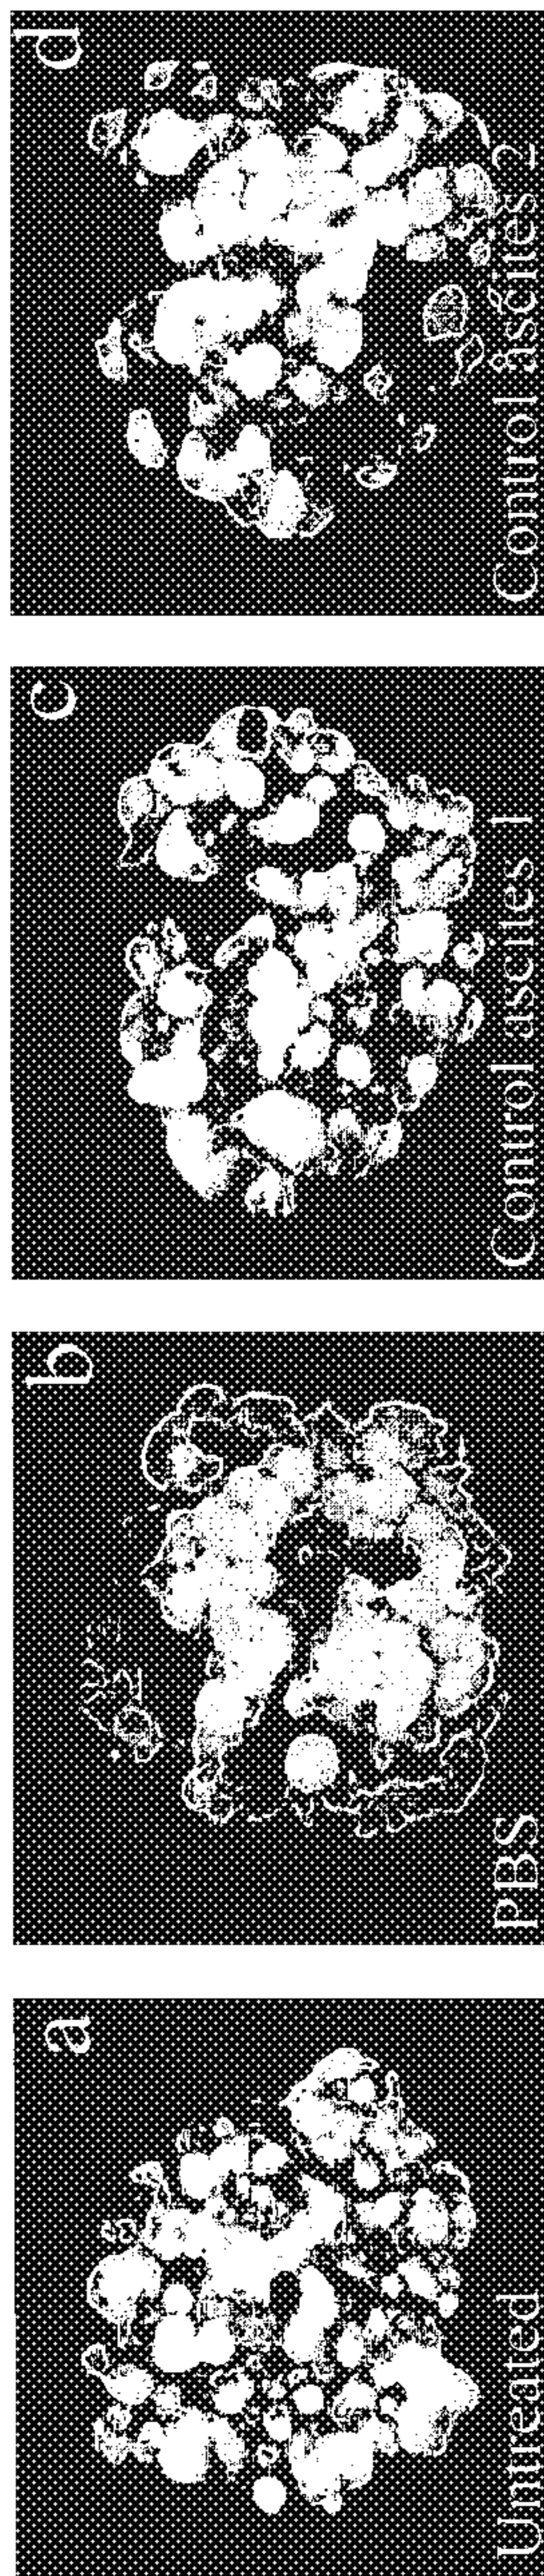 a
Untreated
b
PBS
c
Control ascites 1
d
Control ascites 2